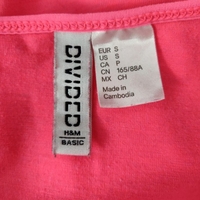 DIVIDED
H&M
BASIC
EUR S
US S
CA P
CN 165/88A
MX CH
Made in
Cambodia